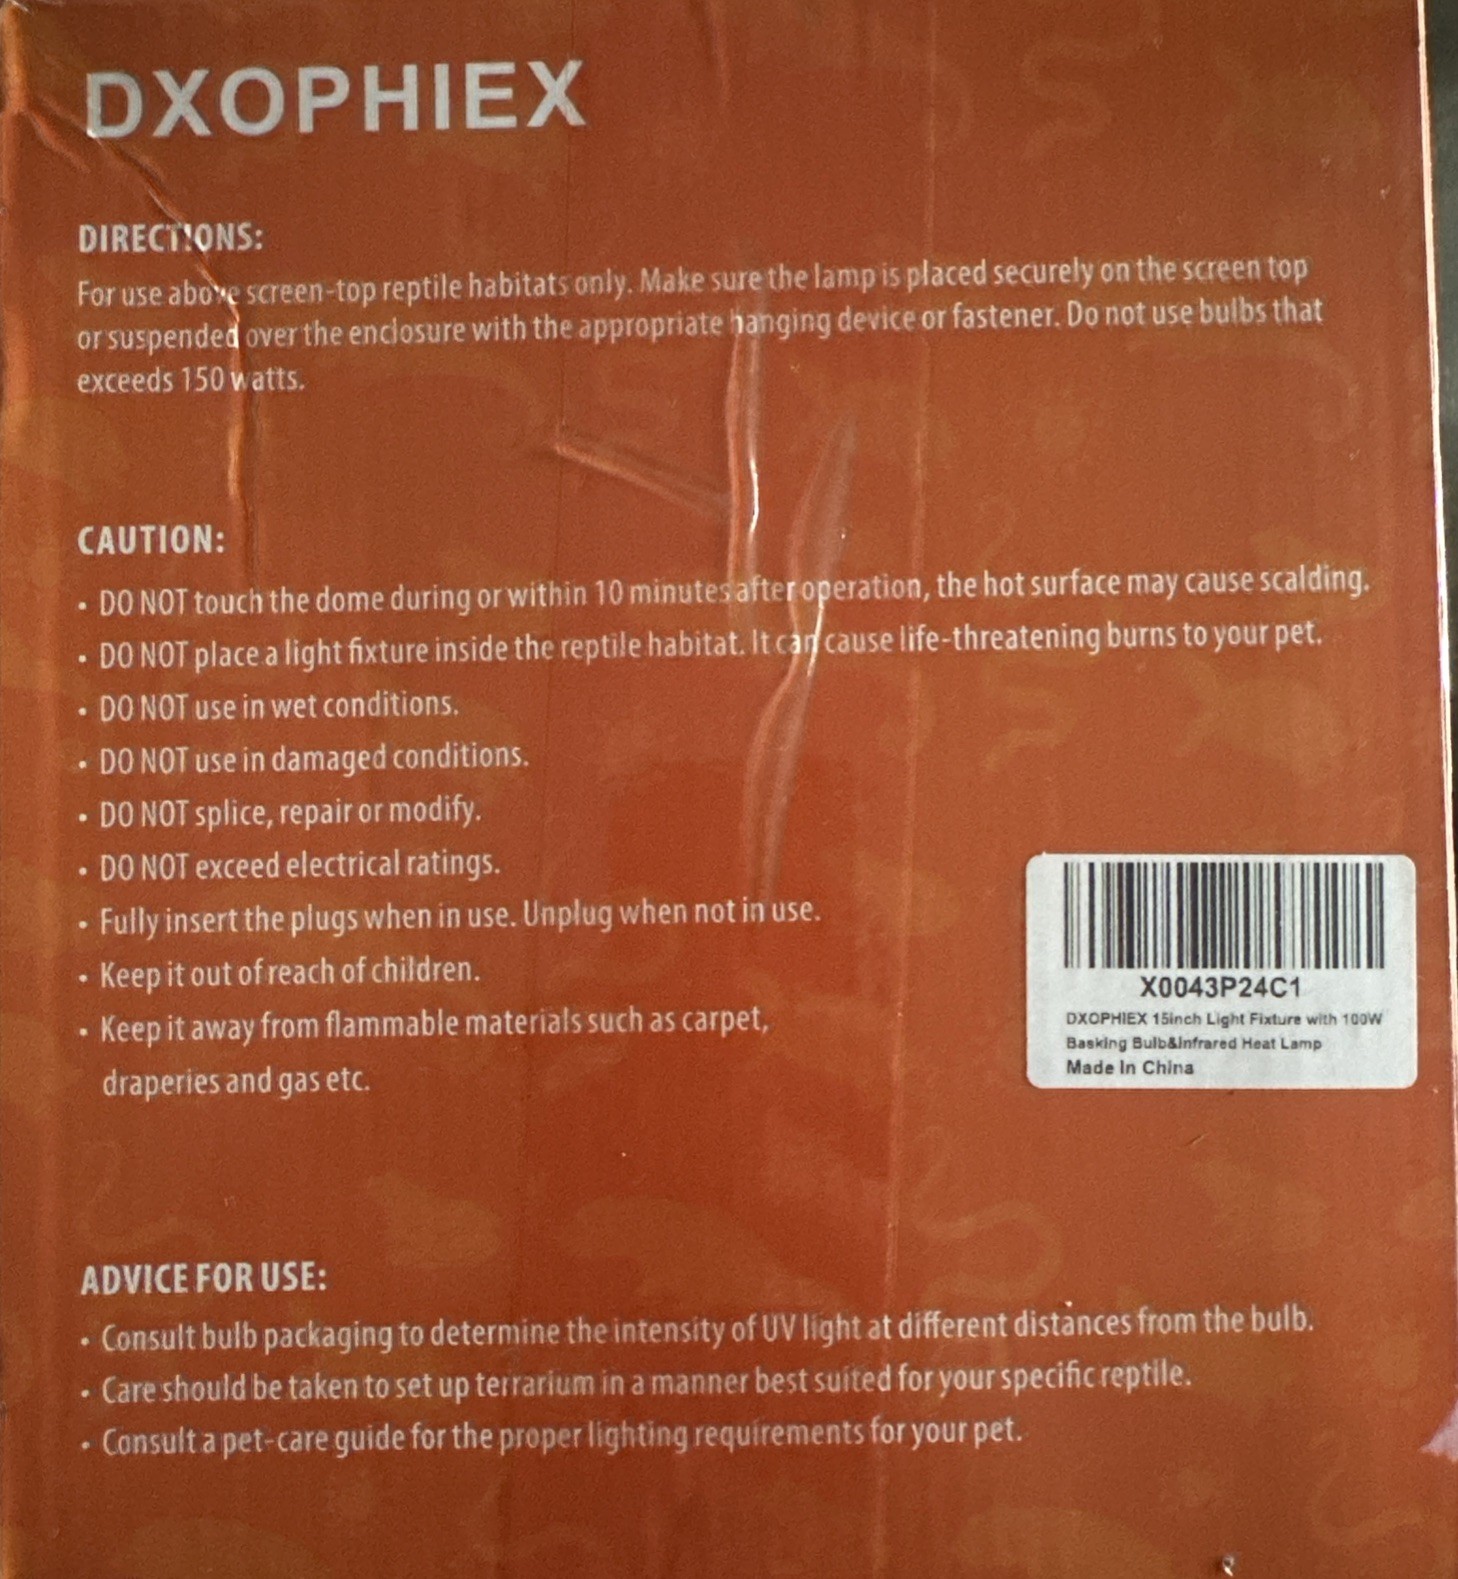 DXOPHIEX
DIRECTIONS:
For use above screen-top reptile habitats only. Make sure the lamp is placed securely on the screen top
or suspended over the enclosure with the appropriate hanging device or fastener. Do not use bulbs that
exceeds 150 watts.
CAUTION:
• DO NOT touch the dome during or within 10 minutes after operation, the hot surface may cause scalding.
• DO NOT place a light fixture inside the reptile habitat. It can cause life-threatening burns to your pet.
• DO NOT use in wet conditions.
• DO NOT use in damaged conditions.
• DO NOT splice, repair or modify.
• DO NOT exceed electrical ratings.
• Fully insert the plugs when in use. Unplug when not in use.
• Keep it out of reach of children.
• Keep it away from flammable materials such as carpet,
draperies and gas etc.
X0043P24C1
DXOPHIEX 15inch Light Fixture with 100W
Basking Bulb&Infrared Heat Lamp
Made In China
ADVICE FOR USE:
• Consult bulb packaging to determine the intensity of UV light at different distances from the bulb.
• Care should be taken to set up terrarium in a manner best suited for your specific reptile.
• Consult a pet-care guide for the proper lighting requirements for your pet.